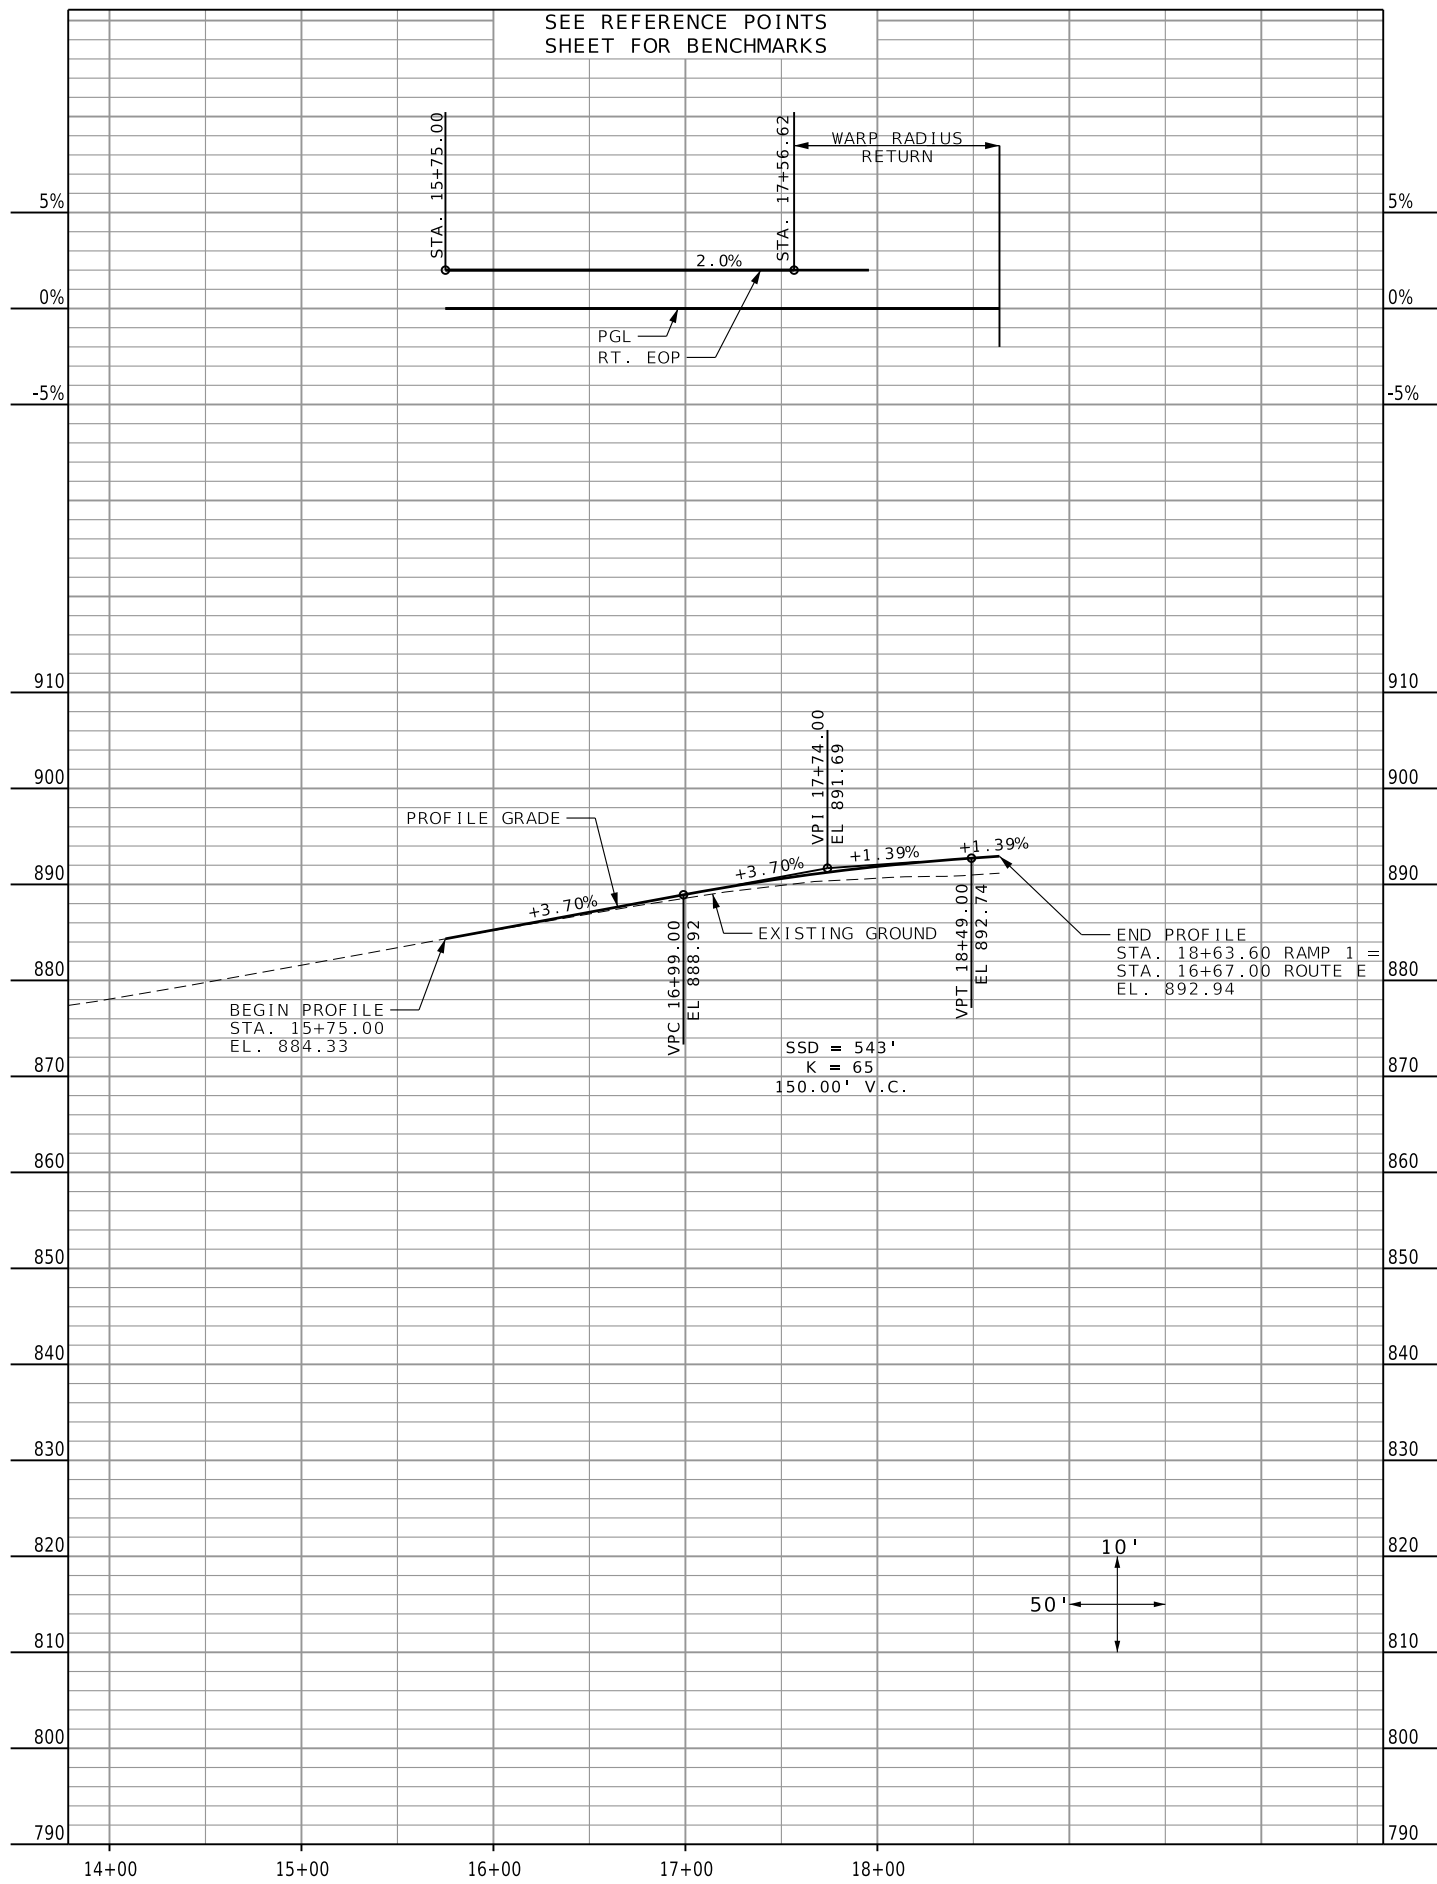 SEE REFERENCE POINTS
SHEET FOR BENCHMARKS
STA. 15+75.00
STA. 17+56.62
WARP RADIUS
RETURN
5%
5%
2.0%
0%
0%
PGL
RT. EOP
-5%
-5%
910
910
VPI 17+74.00
EL 891.69
900
900
PROFILE GRADE
+3.70%
+3.70%
+1.39%
+1.39%
890
890
EXISTING GROUND
VPC 16+99.00
EL 888.92
VPT 18+49.00
EL 892.74
END PROFILE
STA. 18+63.60 RAMP 1 =
STA. 16+67.00 ROUTE E
EL. 892.94
880
880
BEGIN PROFILE
STA. 15+75.00
EL. 884.33
SSD = 543'
K = 65
150.00' V.C.
870
870
860
860
850
850
840
840
830
830
820
820
10'
50'
810
810
800
800
790
790
14+00
15+00
16+00
17+00
18+00